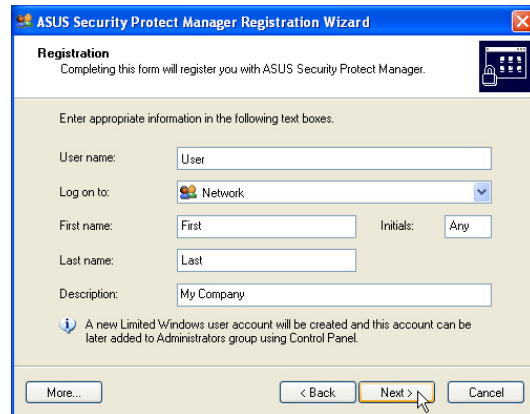 ASUS Security Protect Manager Registration Wizard
Registration
Completing this form will register you with ASUS Security Protect Manager.
Enter appropriate information in the following text boxes.
User name: User
Log on to: Network
First name: First Initials: Any
Last name: Last
Description: My Company
A new Limited Windows user account will be created and this account can be
later added to Administrators group using Control Panel.
More... < Back Next > Cancel